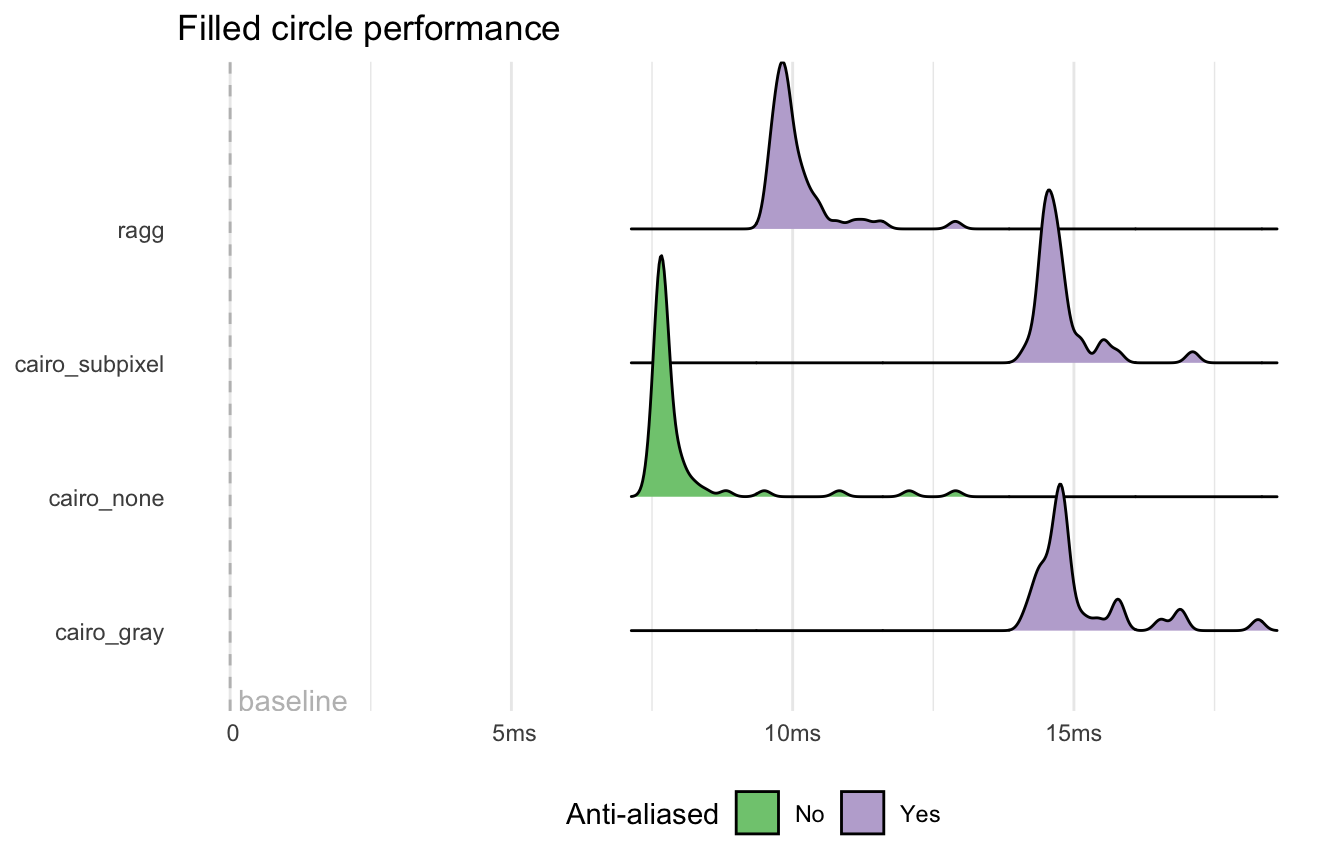 Filled circle performance
ragg
cairo_subpixel
cairo_none
cairo_gray
baseline
0 5ms 10ms 15ms
Anti-aliased No Yes